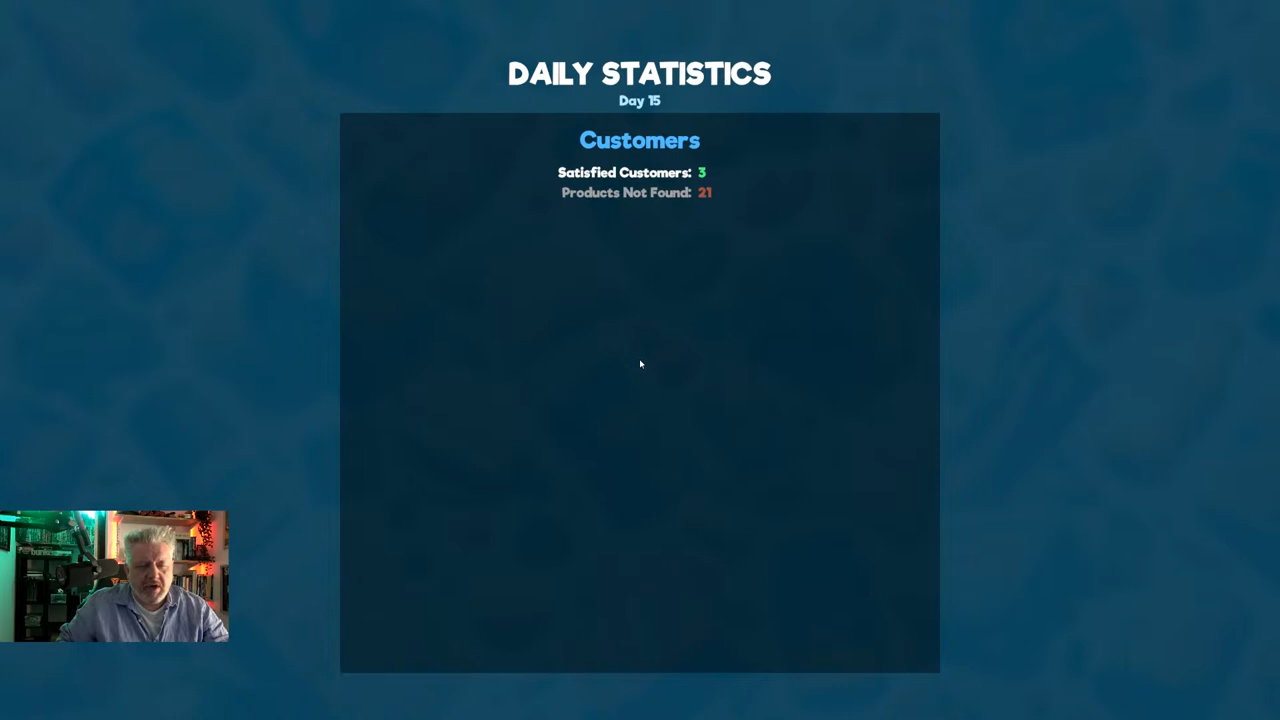 DAILY STATISTICS
Day 15
Customers
Satisfied Customers: 3
Products Not Found: 21